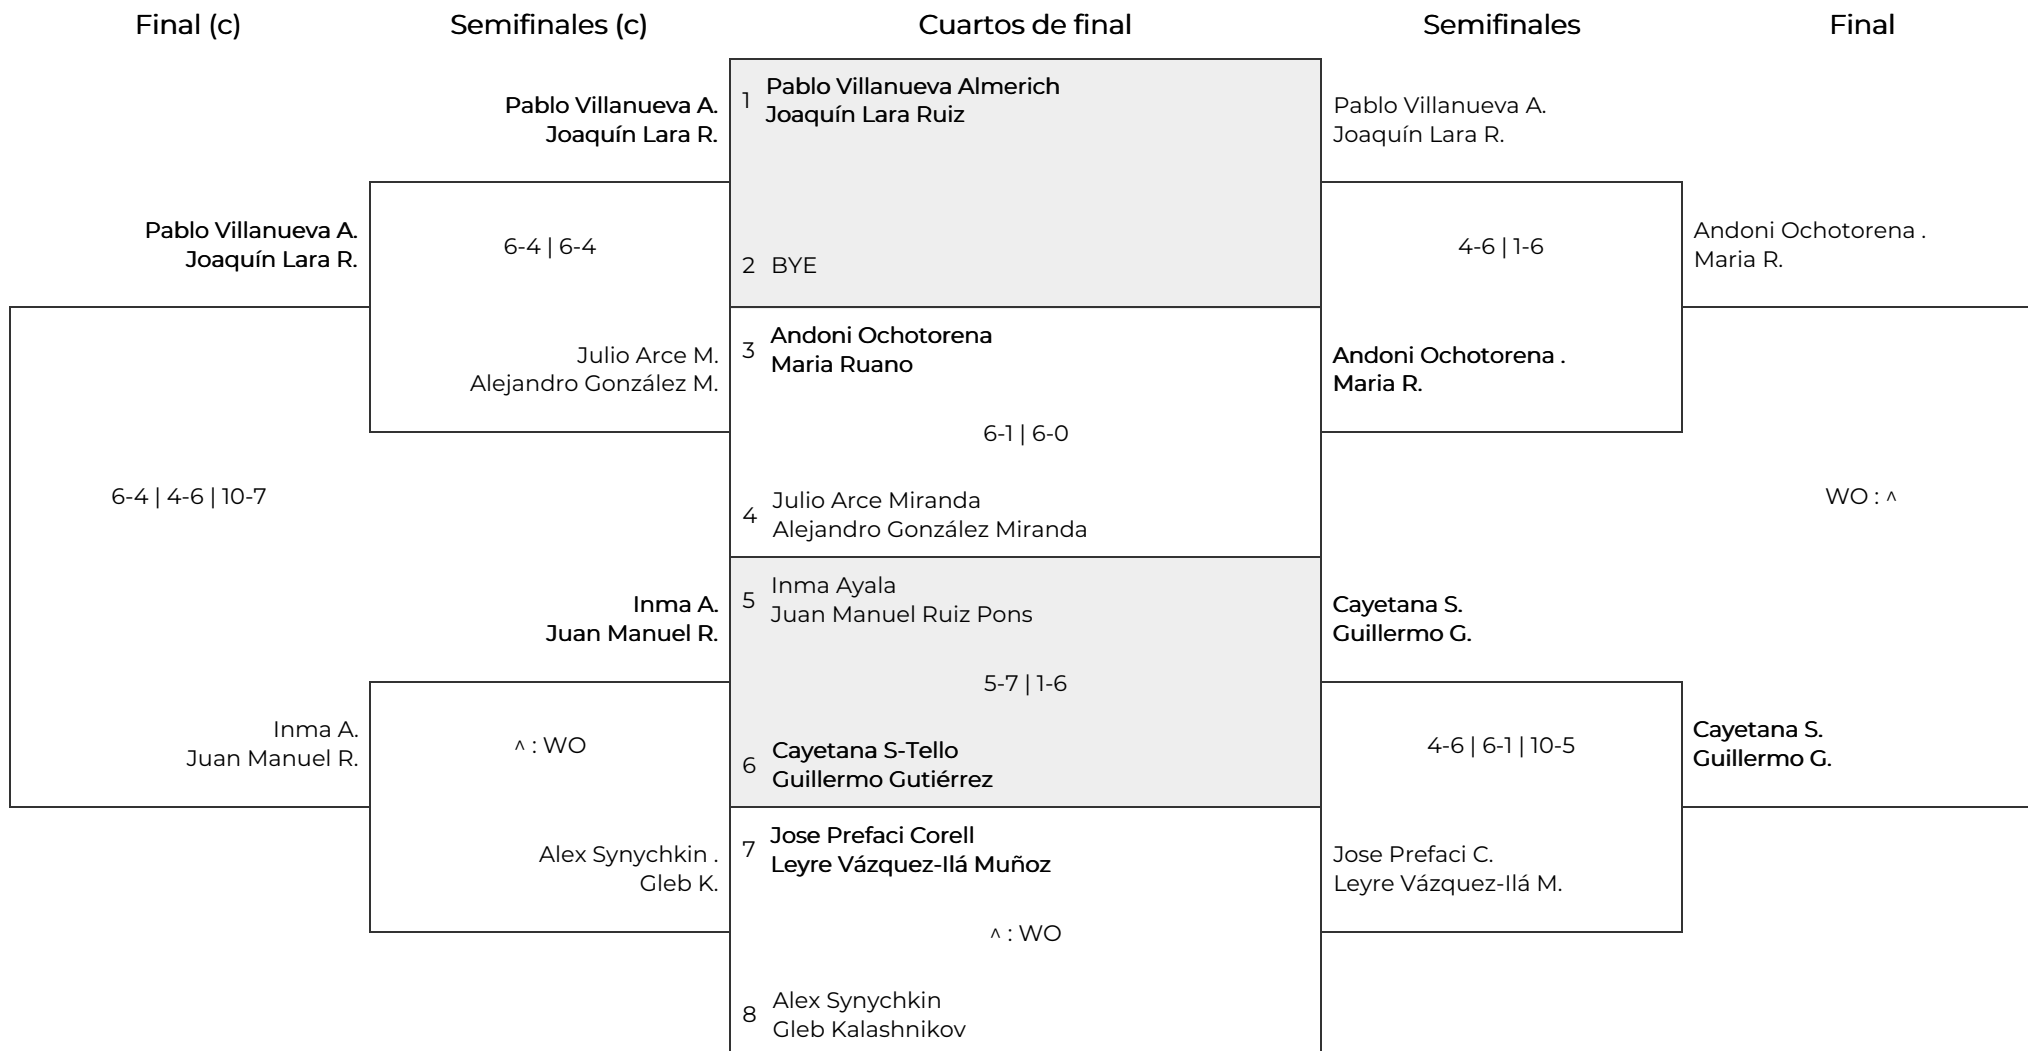 Final (c)
Semifinales (c)
Cuartos de final
Semifinales
Final
Pablo Villanueva A.
Joaquín Lara R.
6-4 | 4-6 | 10-7
Inma A.
Juan Manuel R.
Pablo Villanueva A.
Joaquín Lara R.
6-4 | 6-4
Julio Arce M.
Alejandro González M.
Inma A.
Juan Manuel R.
^ : WO
Alex Synychkin .
Gleb K.
1 Pablo Villanueva Almerich
Joaquín Lara Ruiz
2 BYE
3 Andoni Ochotorena
Maria Ruano
6-1 | 6-0
4 Julio Arce Miranda
Alejandro González Miranda
5 Inma Ayala
Juan Manuel Ruiz Pons
5-7 | 1-6
6 Cayetana S-Tello
Guillermo Gutiérrez
7 Jose Prefaci Corell
Leyre Vázquez-Ilá Muñoz
^ : WO
8 Alex Synychkin
Gleb Kalashnikov
Pablo Villanueva A.
Joaquín Lara R.
4-6 | 1-6
Andoni Ochotorena .
Maria R.
Cayetana S.
Guillermo G.
4-6 | 6-1 | 10-5
Jose Prefaci C.
Leyre Vázquez-Ilá M.
Andoni Ochotorena .
Maria R.
WO : ^
Cayetana S.
Guillermo G.